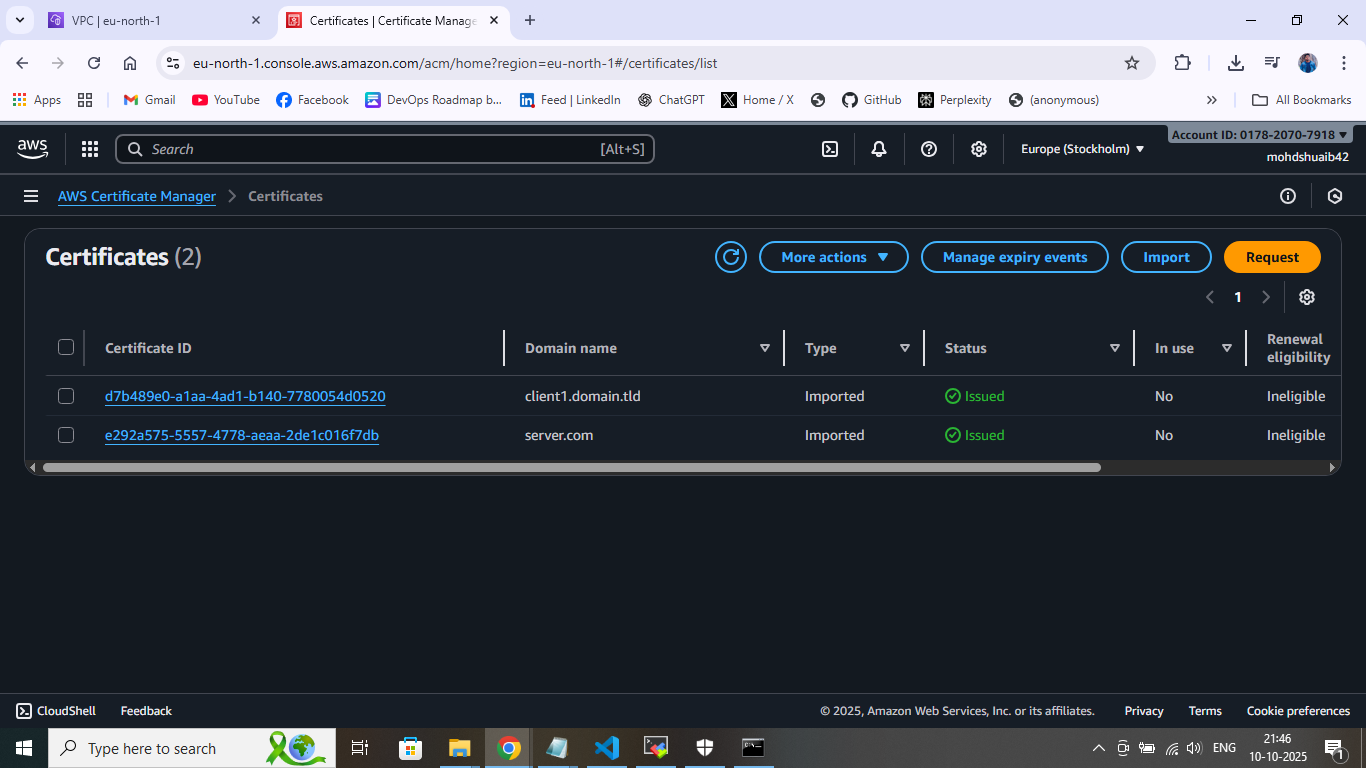 VPC | eu-north-1
Certificates | Certificate Manage
eu-north-1.console.aws.amazon.com/acm/home?region=eu-north-1#/certificates/list
Apps
Gmail
YouTube
Facebook
DevOps Roadmap b...
Feed | LinkedIn
ChatGPT
Home / X
GitHub
Perplexity
(anonymous)
All Bookmarks
aws
Search
[Alt+S]
Europe (Stockholm)
Account ID: 0178-2070-7918
mohdshuaib42
AWS Certificate Manager
Certificates
Certificates (2)
More actions
Manage expiry events
Import
Request
1
Certificate ID
Domain name
Type
Status
In use
Renewal
eligibility
d7b489e0-a1aa-4ad1-b140-7780054d0520
client1.domain.tld
Imported
Issued
No
Ineligible
e292a575-5557-4778-aeaa-2de1c016f7db
server.com
Imported
Issued
No
Ineligible
CloudShell
Feedback
© 2025, Amazon Web Services, Inc. or its affiliates.
Privacy
Terms
Cookie preferences
Type here to search
ENG
21:46
10-10-2025
1